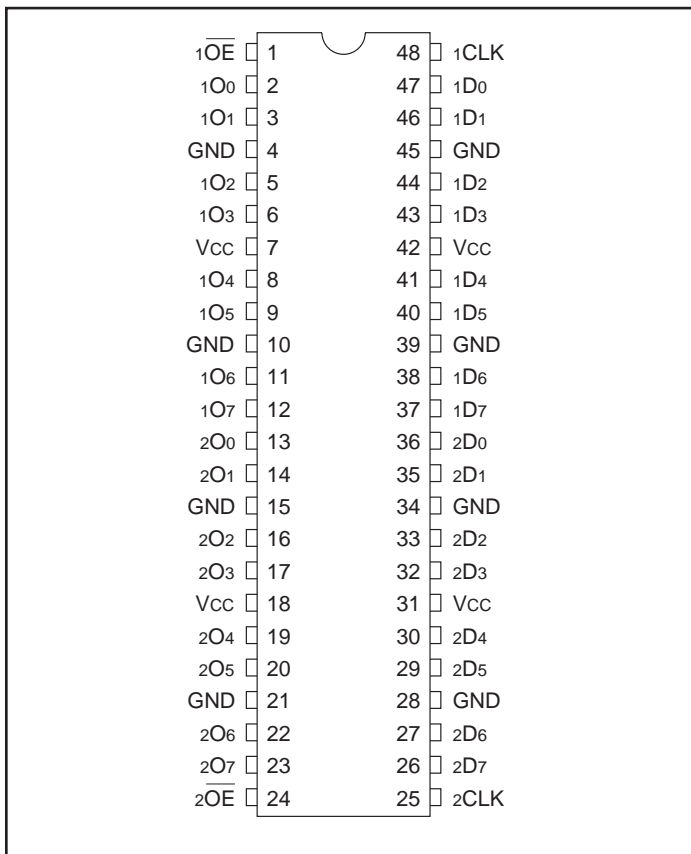 1O̅E̅ 1 48 1CLK
1O0 2 47 1D0
1O1 3 46 1D1
GND 4 45 GND
1O2 5 44 1D2
1O3 6 43 1D3
VCC 7 42 VCC
1O4 8 41 1D4
1O5 9 40 1D5
GND 10 39 GND
1O6 11 38 1D6
1O7 12 37 1D7
2O0 13 36 2D0
2O1 14 35 2D1
GND 15 34 GND
2O2 16 33 2D2
2O3 17 32 2D3
VCC 18 31 VCC
2O4 19 30 2D4
2O5 20 29 2D5
GND 21 28 GND
2O6 22 27 2D6
2O7 23 26 2D7
2O̅E̅ 24 25 2CLK